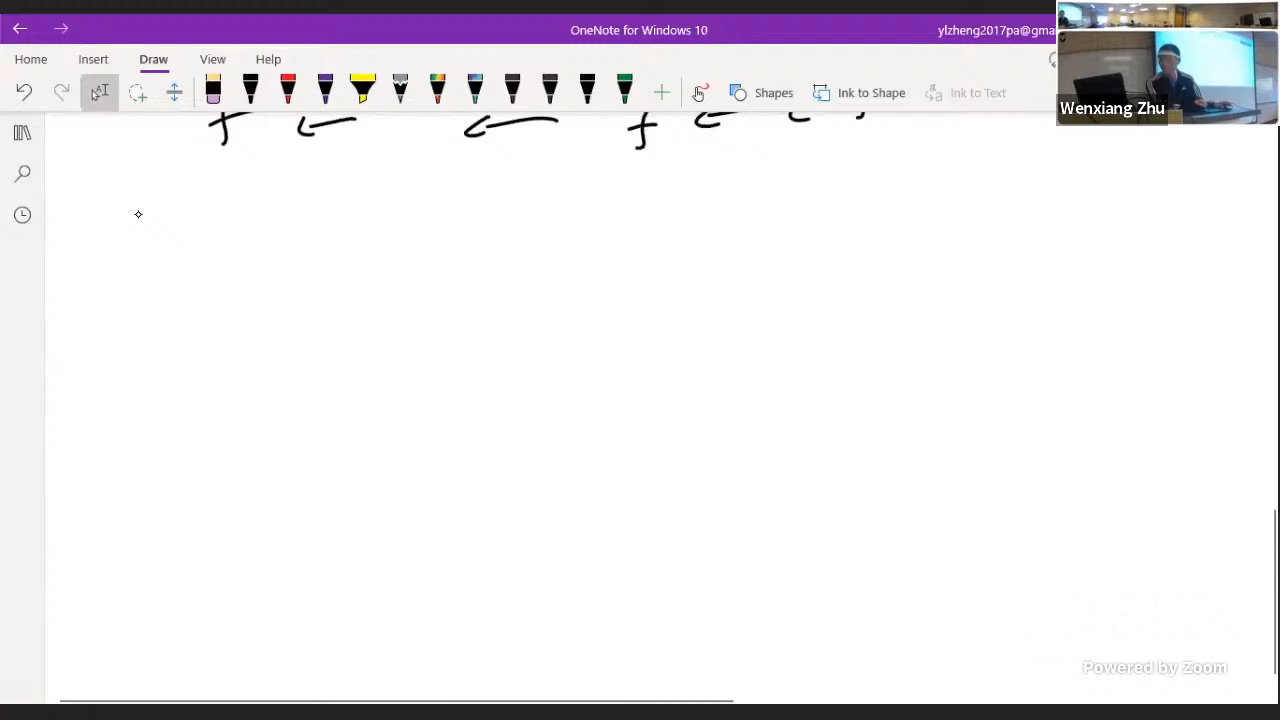 OneNote for Windows 10
ylzheng2017pa@gma
Home Insert Draw View Help
Shapes Ink to Shape Ink to Text
Wenxiang Zhu
Powered by Zoom